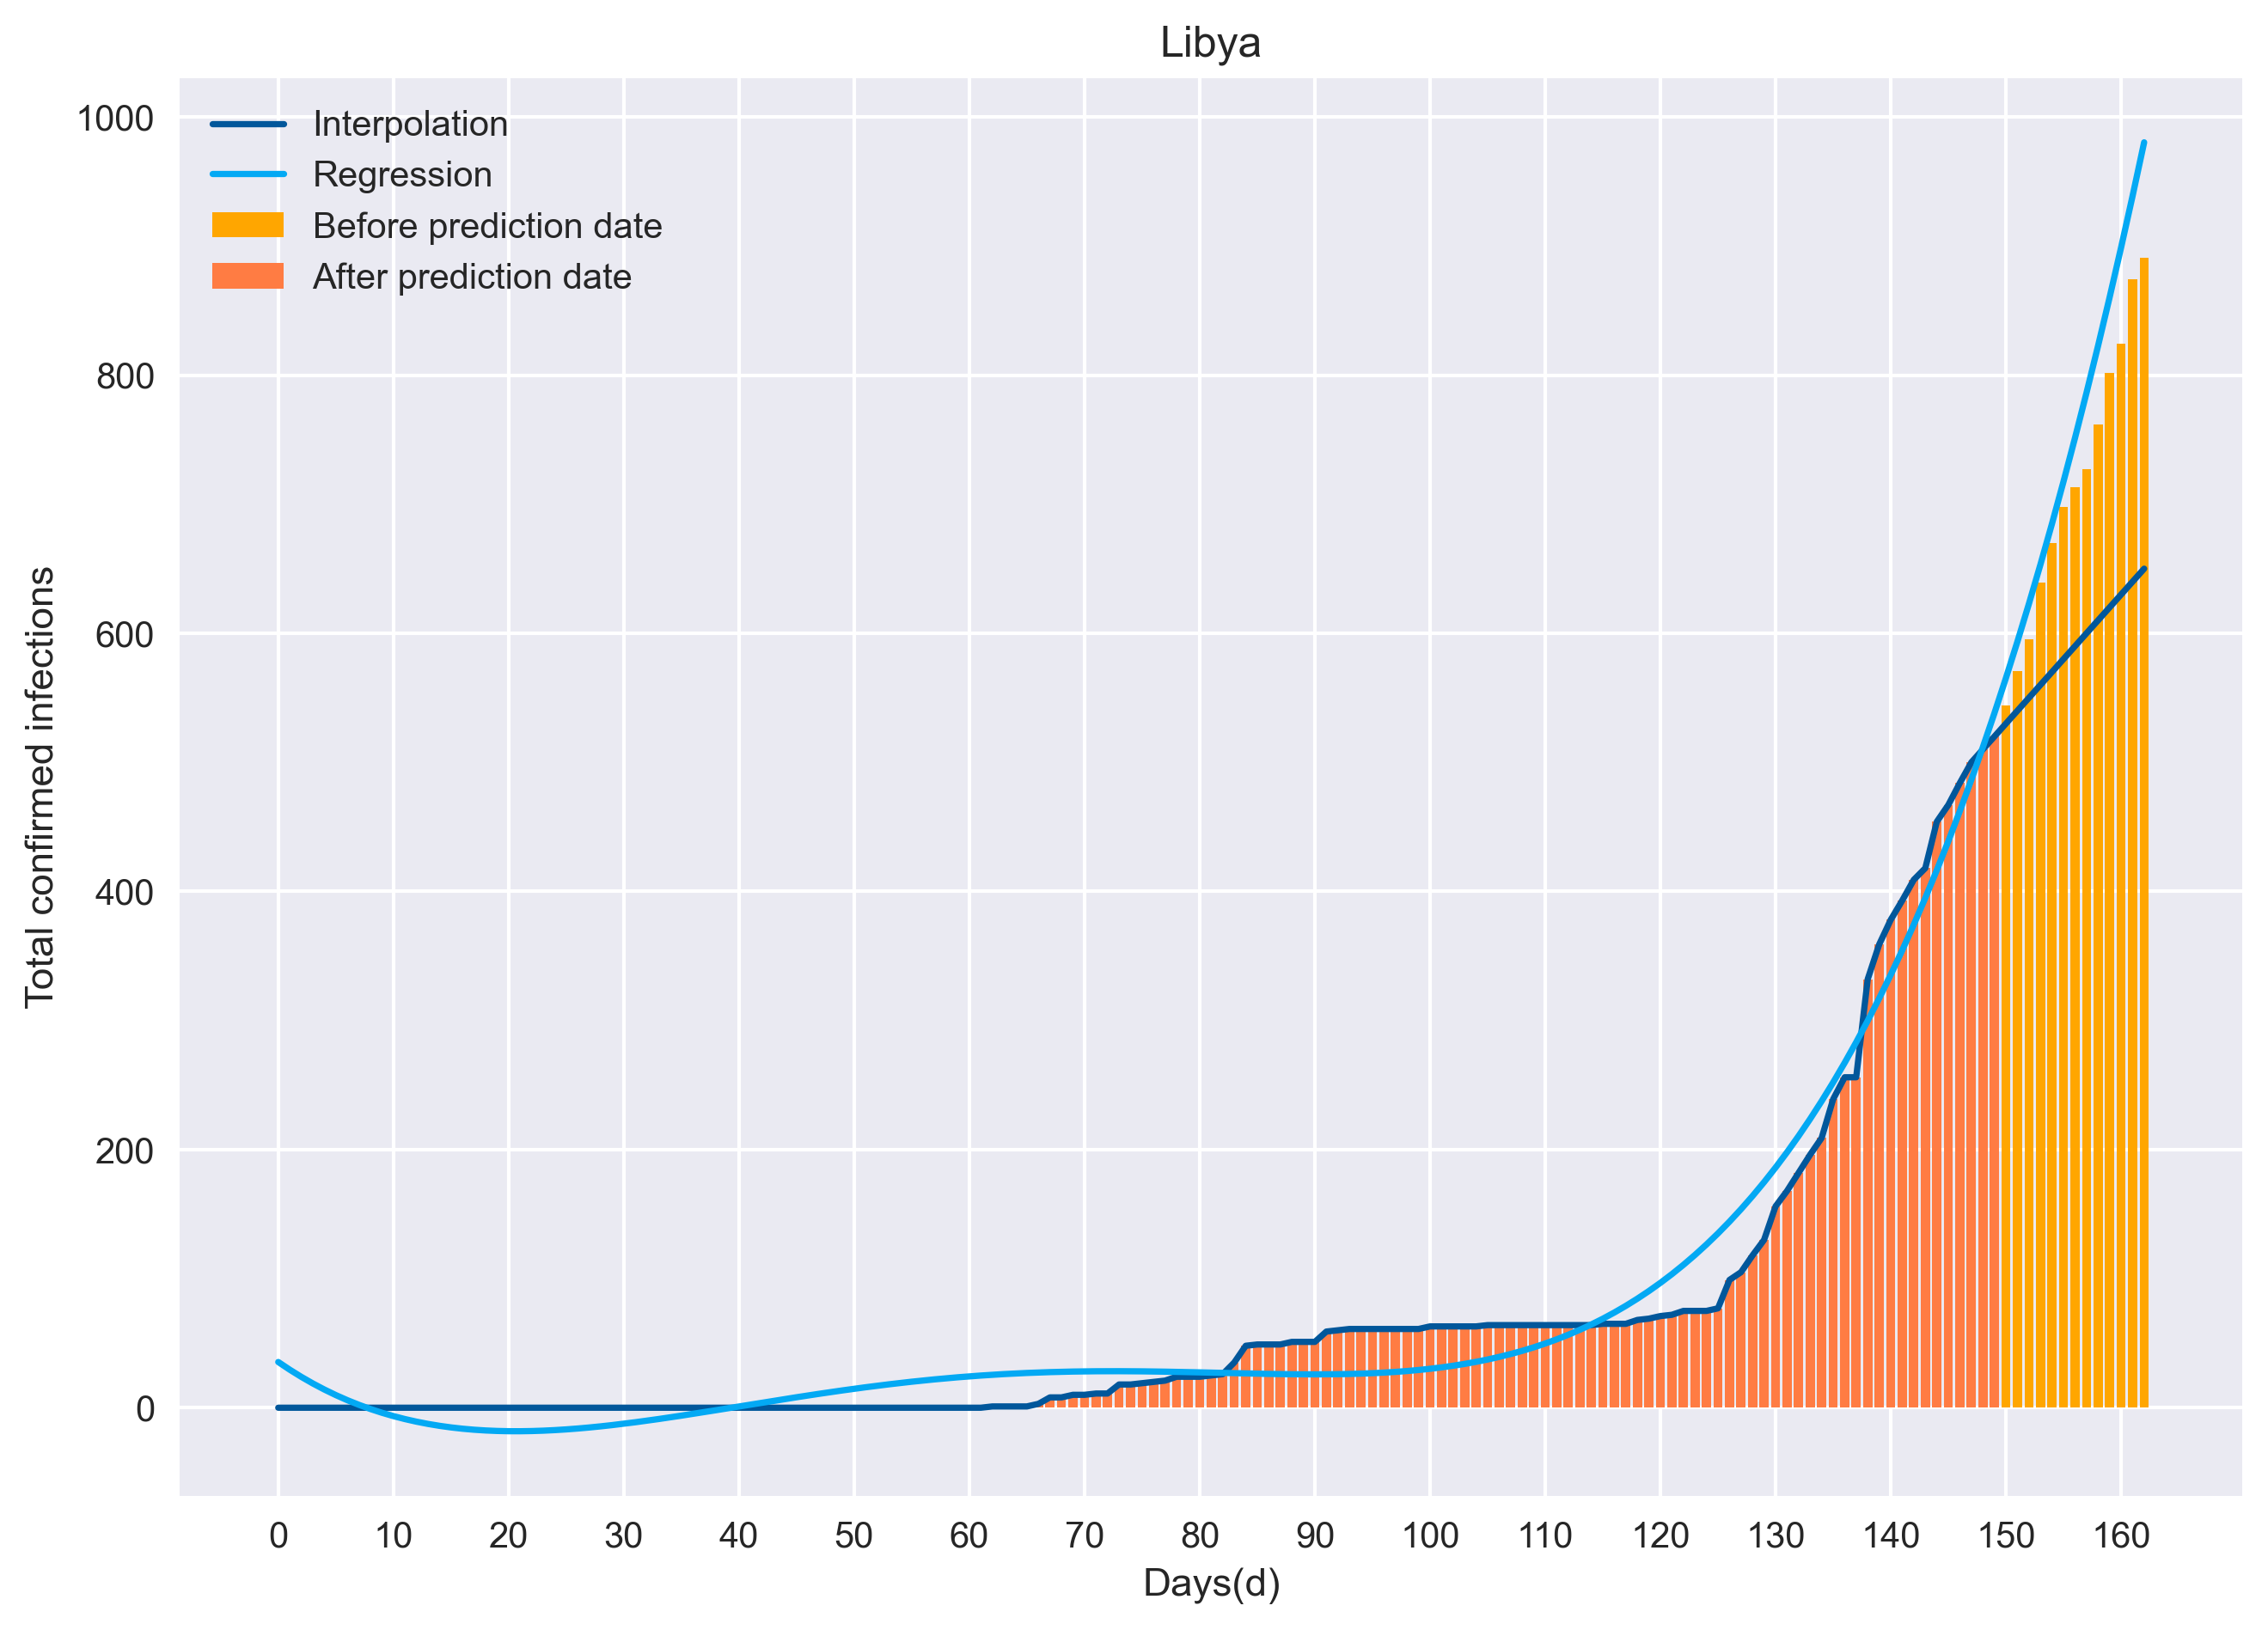 Libya
Interpolation
Regression
Before prediction date
After prediction date
1000
800
600
400
200
0
Total confirmed infections
0 10 20 30 40 50 60 70 80 90 100 110 120 130 140 150 160
Days(d)